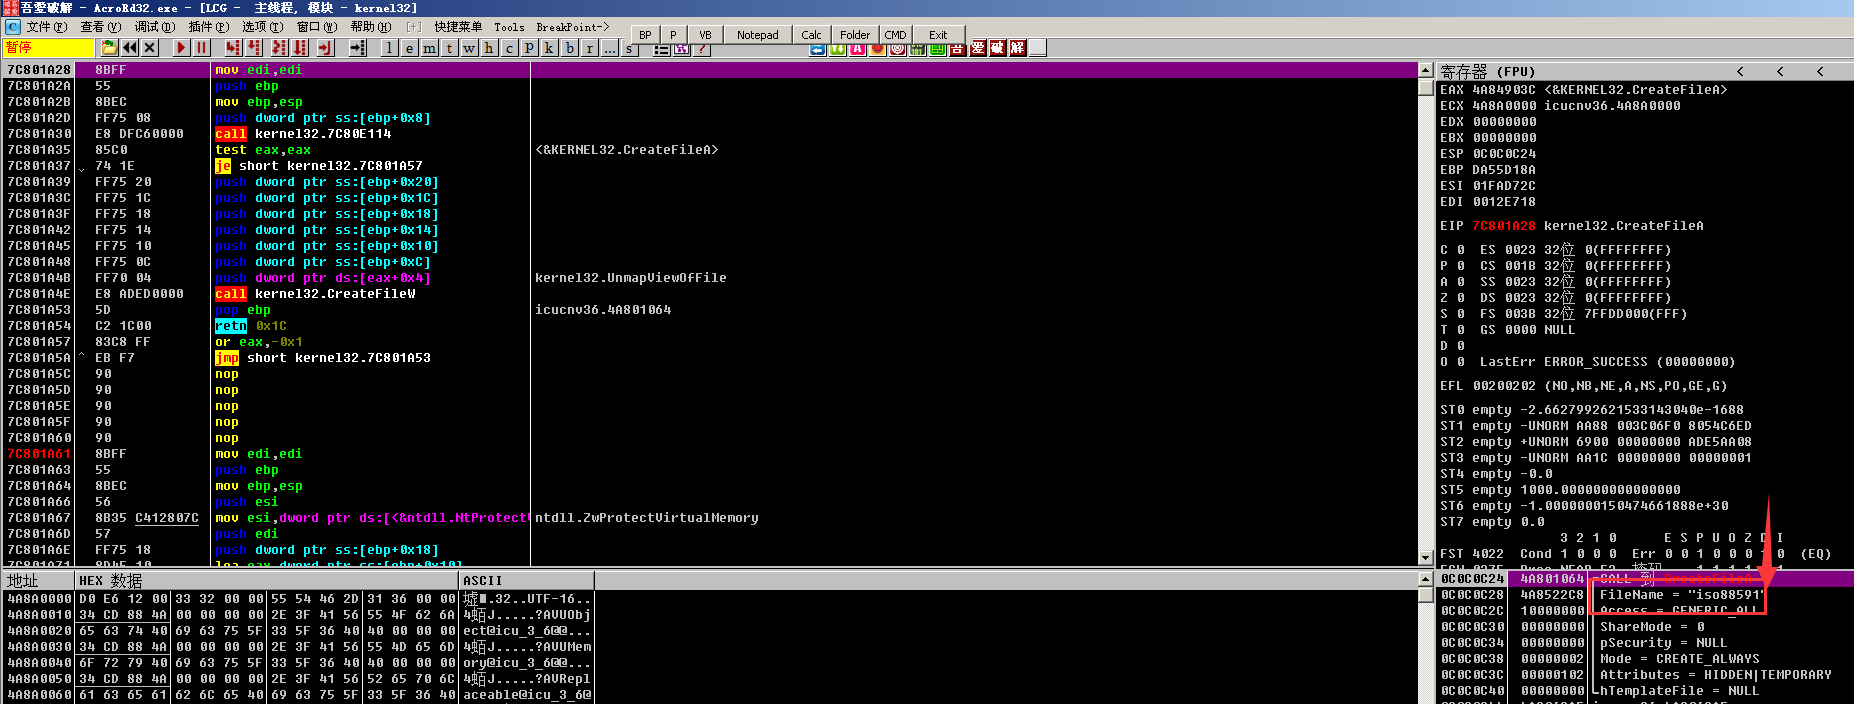 吾爱破解 - AcroRd32.exe - [LCG -  主线程, 模块 - kernel32]
C 文件(F) 查看(V) 调试(D) 插件(P) 选项(T) 窗口(W) 帮助(H) [+] 快捷菜单 Tools BreakPoint->
BP P VB Notepad Calc Folder CMD Exit
暂停 l e m t w h c p k b r ... s ? 吾 爱 破 解
7C801A28 8BFF mov edi,edi
7C801A2A 55 push ebp
7C801A2B 8BEC mov ebp,esp
7C801A2D FF75 08 push dword ptr ss:[ebp+0x8]
7C801A30 E8 DFC60000 call kernel32.7C80E114
7C801A35 85C0 test eax,eax <&KERNEL32.CreateFileA>
7C801A37 74 1E je short kernel32.7C801A57
7C801A39 FF75 20 push dword ptr ss:[ebp+0x20]
7C801A3C FF75 1C push dword ptr ss:[ebp+0x1C]
7C801A3F FF75 18 push dword ptr ss:[ebp+0x18]
7C801A42 FF75 14 push dword ptr ss:[ebp+0x14]
7C801A45 FF75 10 push dword ptr ss:[ebp+0x10]
7C801A48 FF75 0C push dword ptr ss:[ebp+0xC]
7C801A4B FF70 04 push dword ptr ds:[eax+0x4] kernel32.UnmapViewOfFile
7C801A4E E8 ADED0000 call kernel32.CreateFileW
7C801A53 5D pop ebp icucnv36.4A801064
7C801A54 C2 1C00 retn 0x1C
7C801A57 83C8 FF or eax,-0x1
7C801A5A EB F7 jmp short kernel32.7C801A53
7C801A5C 90 nop
7C801A5D 90 nop
7C801A5E 90 nop
7C801A5F 90 nop
7C801A60 90 nop
7C801A61 8BFF mov edi,edi
7C801A63 55 push ebp
7C801A64 8BEC mov ebp,esp
7C801A66 56 push esi
7C801A67 8B35 C412807C mov esi,dword ptr ds:[<&ntdll.NtProtectV ntdll.ZwProtectVirtualMemory
7C801A6D 57 push edi
7C801A6E FF75 18 push dword ptr ss:[ebp+0x18]
7C801A71 8D45 10 lea eax,dword ptr ss:[ebp+0x10]
寄存器 (FPU) < < <
EAX 4A84903C <&KERNEL32.CreateFileA>
ECX 4A8A0000 icucnv36.4A8A0000
EDX 00000000
EBX 00000000
ESP 0C0C0C24
EBP DA55D18A
ESI 01FAD72C
EDI 0012E718
EIP 7C801A28 kernel32.CreateFileA
C 0 ES 0023 32位 0(FFFFFFFF)
P 0 CS 001B 32位 0(FFFFFFFF)
A 0 SS 0023 32位 0(FFFFFFFF)
Z 0 DS 0023 32位 0(FFFFFFFF)
S 0 FS 003B 32位 7FFDD000(FFF)
T 0 GS 0000 NULL
D 0
O 0 LastErr ERROR_SUCCESS (00000000)
EFL 00200202 (NO,NB,NE,A,NS,PO,GE,G)
ST0 empty -2.6627992621533143040e-1688
ST1 empty -UNORM AA88 003C06F0 8054C6ED
ST2 empty +UNORM 6900 00000000 ADE5AA08
ST3 empty -UNORM AA1C 00000000 00000001
ST4 empty -0.0
ST5 empty 1000.000000000000000
ST6 empty -1.0000000150474661888e+30
ST7 empty 0.0
3 2 1 0 E S P U O Z D I
FST 4022 Cond 1 0 0 0 Err 0 0 1 0 0 0 1 0 (EQ)
地址 HEX 数据 ASCII
4A8A0000 D0 E6 12 00 33 32 00 00 55 54 46 2D 31 36 00 00 墟■.32..UTF-16..
4A8A0010 34 CD 88 4A 00 00 00 00 2E 3F 41 56 55 4F 62 6A 4蛨J.....?AVUObj
4A8A0020 65 63 74 40 69 63 75 5F 33 5F 36 40 40 00 00 00 ect@icu_3_6@@...
4A8A0030 34 CD 88 4A 00 00 00 00 2E 3F 41 56 55 4D 65 6D 4蛨J.....?AVUMem
4A8A0040 6F 72 79 40 69 63 75 5F 33 5F 36 40 40 00 00 00 ory@icu_3_6@@...
4A8A0050 34 CD 88 4A 00 00 00 00 2E 3F 41 56 52 65 70 6C 4蛨J.....?AVRepl
4A8A0060 61 63 65 61 62 6C 65 40 69 63 75 5F 33 5F 36 40 aceable@icu_3_6@
0C0C0C24 4A801064 CALL 到 CreateFileA
0C0C0C28 4A8522C8 FileName = "iso88591"
0C0C0C2C 10000000 Access = GENERIC_ALL
0C0C0C30 00000000 ShareMode = 0
0C0C0C34 00000000 pSecurity = NULL
0C0C0C38 00000002 Mode = CREATE_ALWAYS
0C0C0C3C 00000102 Attributes = HIDDEN|TEMPORARY
0C0C0C40 00000000 hTemplateFile = NULL